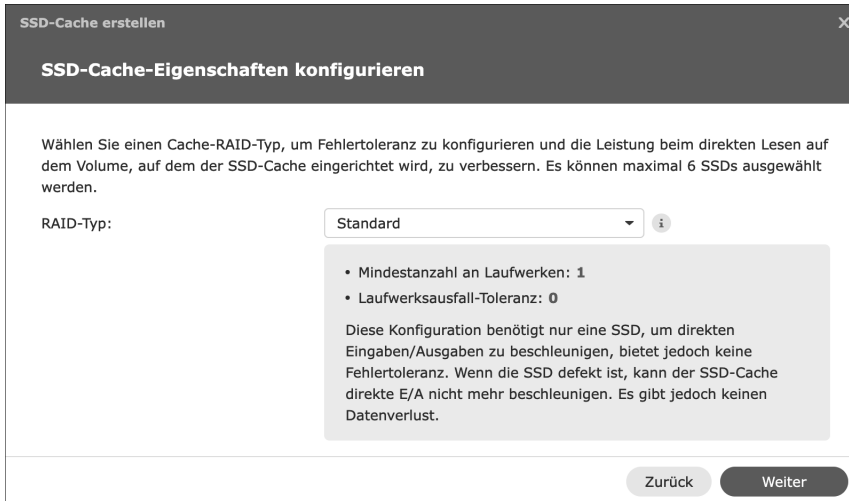 SSD-Cache erstellen
SSD-Cache-Eigenschaften konfigurieren
Wählen Sie einen Cache-RAID-Typ, um Fehlertoleranz zu konfigurieren und die Leistung beim direkten Lesen auf
dem Volume, auf dem der SSD-Cache eingerichtet wird, zu verbessern. Es können maximal 6 SSDs ausgewählt
werden.
RAID-Typ:
Standard
• Mindestanzahl an Laufwerken: 1
• Laufwerksausfall-Toleranz: 0
Diese Konfiguration benötigt nur eine SSD, um direkten
Eingaben/Ausgaben zu beschleunigen, bietet jedoch keine
Fehlertoleranz. Wenn die SSD defekt ist, kann der SSD-Cache
direkte E/A nicht mehr beschleunigen. Es gibt jedoch keinen
Datenverlust.
Zurück
Weiter